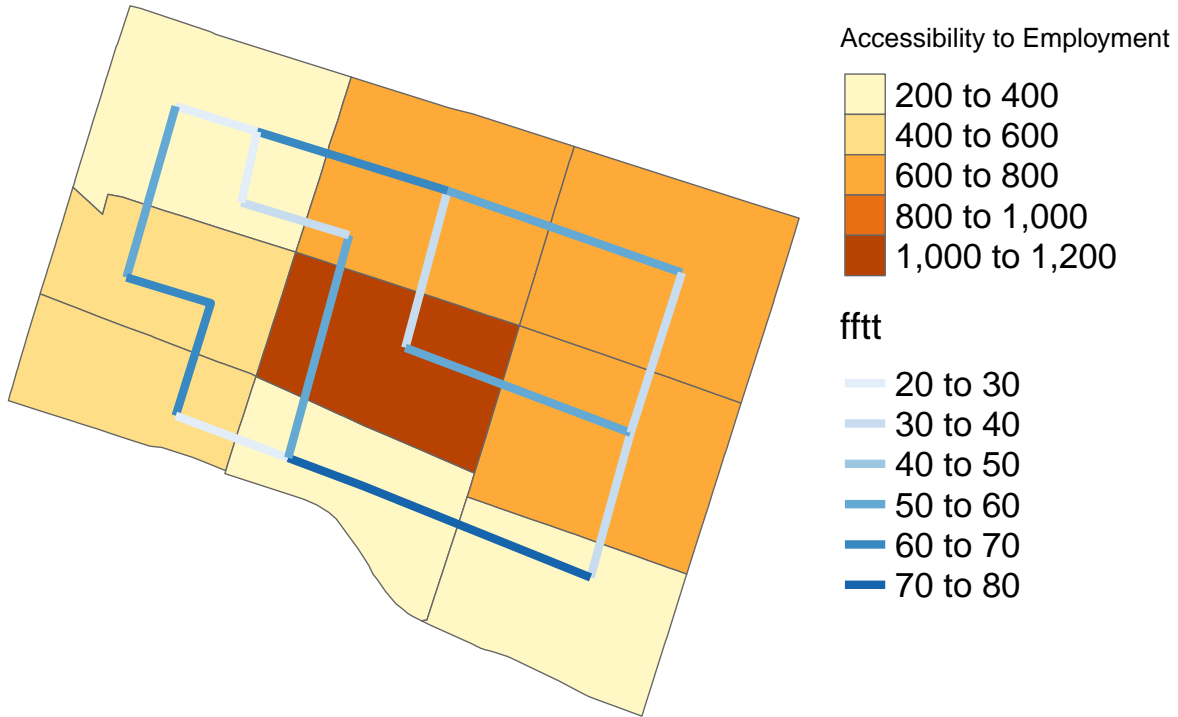 Accessibility to Employment
200 to 400
400 to 600
600 to 800
800 to 1,000
1,000 to 1,200
fftt
20 to 30
30 to 40
40 to 50
50 to 60
60 to 70
70 to 80